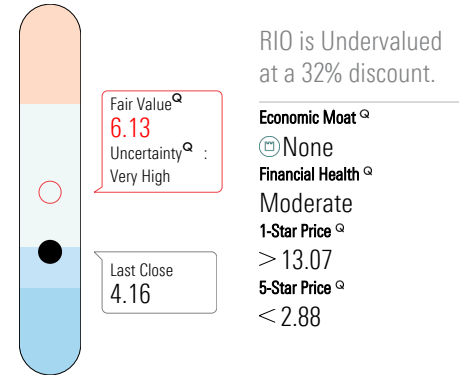 Fair Value Q
6.13
Uncertainty Q :
Very High
Last Close
4.16
RIO is Undervalued
at a 32% discount.
Economic Moat Q
None
Financial Health Q
Moderate
1-Star Price Q
> 13.07
5-Star Price Q
< 2.88